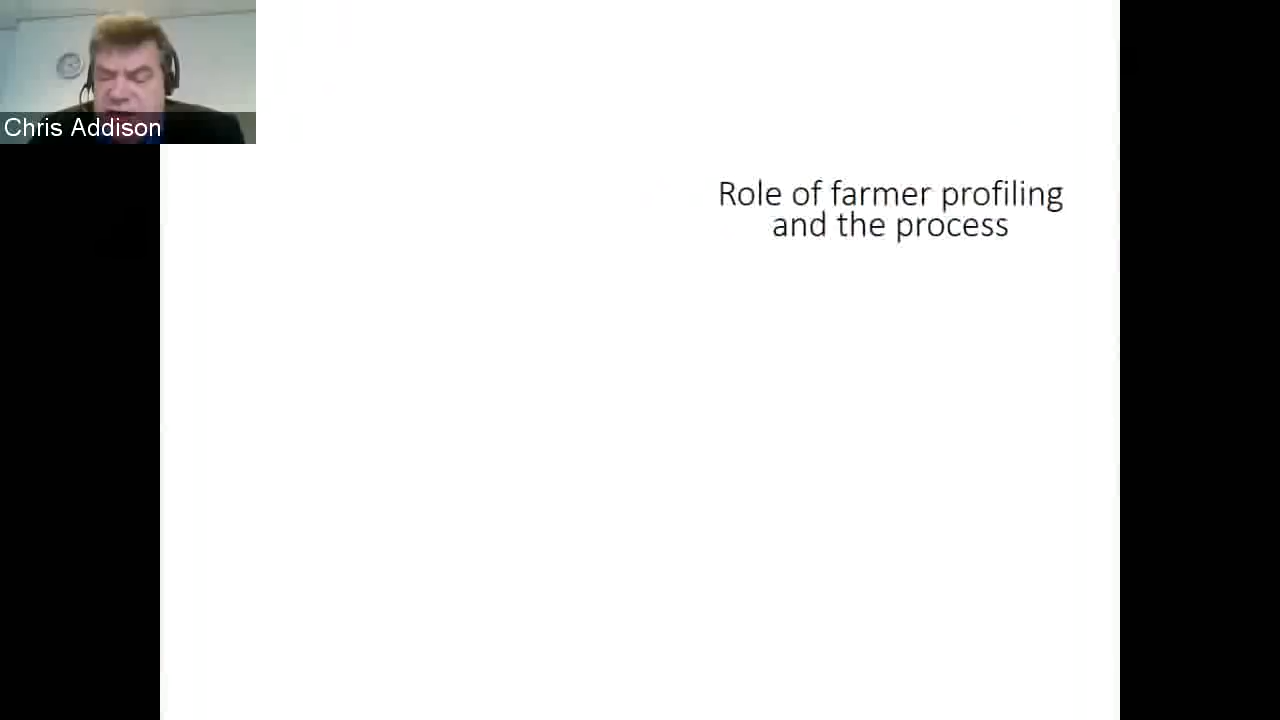 Chris Addison
Role of farmer profiling
and the process